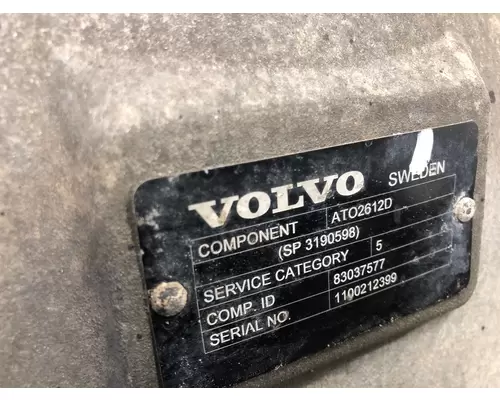 VOLVO SWEDEN
COMPONENT ATO2612D
(SP 3190598)
SERVICE CATEGORY 5
COMP. ID 83037577
SERIAL NO. 1100212399